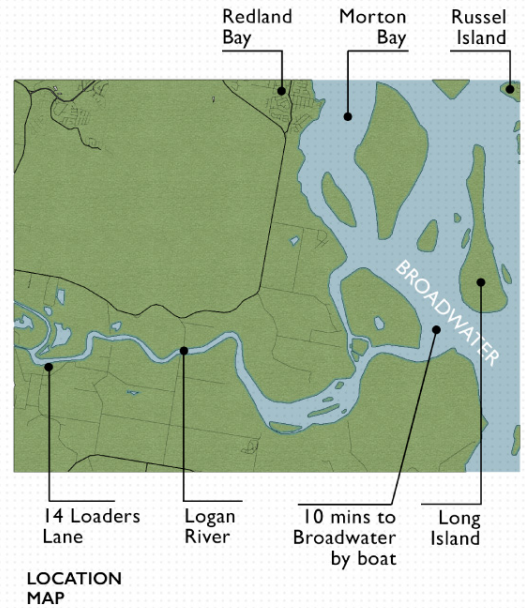 Redland
Bay
Morton
Bay
Russel
Island
BROADWATER
14 Loaders
Lane
Logan
River
10 mins to
Broadwater
by boat
Long
Island
LOCATION
MAP